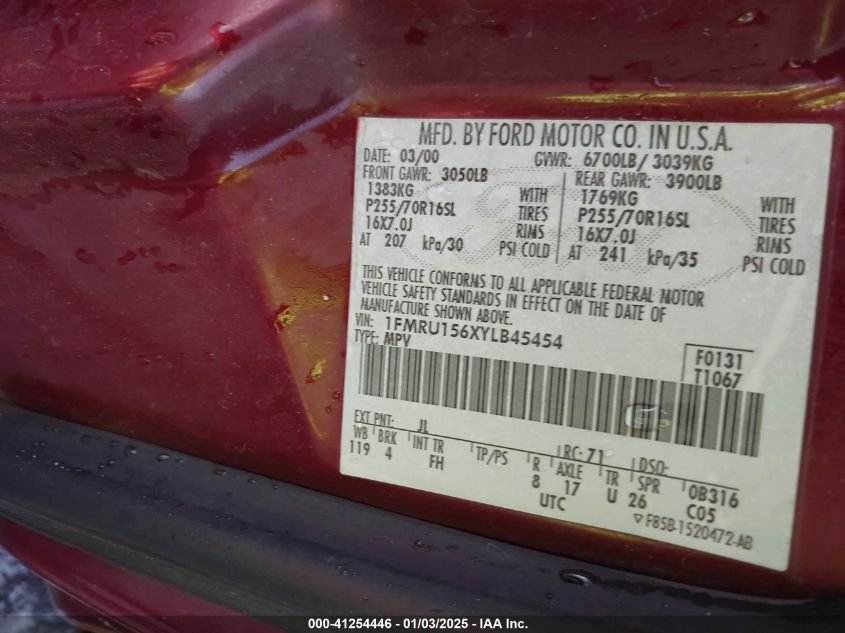 MFD. BY FORD MOTOR CO. IN U.S.A.
DATE: 03/00 GVWR: 6700LB/ 3039KG
FRONT GAWR: 3050LB REAR GAWR: 3900LB
1383KG WITH 1769KG WITH
P255/70R16SL TIRES P255/70R16SL TIRES
16X7.0J RIMS 16X7.0J RIMS
AT 207 kPa/30 PSI COLD AT 241 kPa/35 PSI COLD
THIS VEHICLE CONFORMS TO ALL APPLICABLE FEDERAL MOTOR
VEHICLE SAFETY STANDARDS IN EFFECT ON THE DATE OF
MANUFACTURE SHOWN ABOVE.
VIN: 1FMRU156XYLB45454
TYPE: MPV
F0131
T1067
EXT PNT: JL RC: 71 DSO:
WB BRK INT TR TP/PS R AXLE TR SPR 0B316
119 4 FH 8 17 U 26 C05
UTC
▽ F85B-1520472-AB
000-41254446 - 01/03/2025 - IAA Inc.